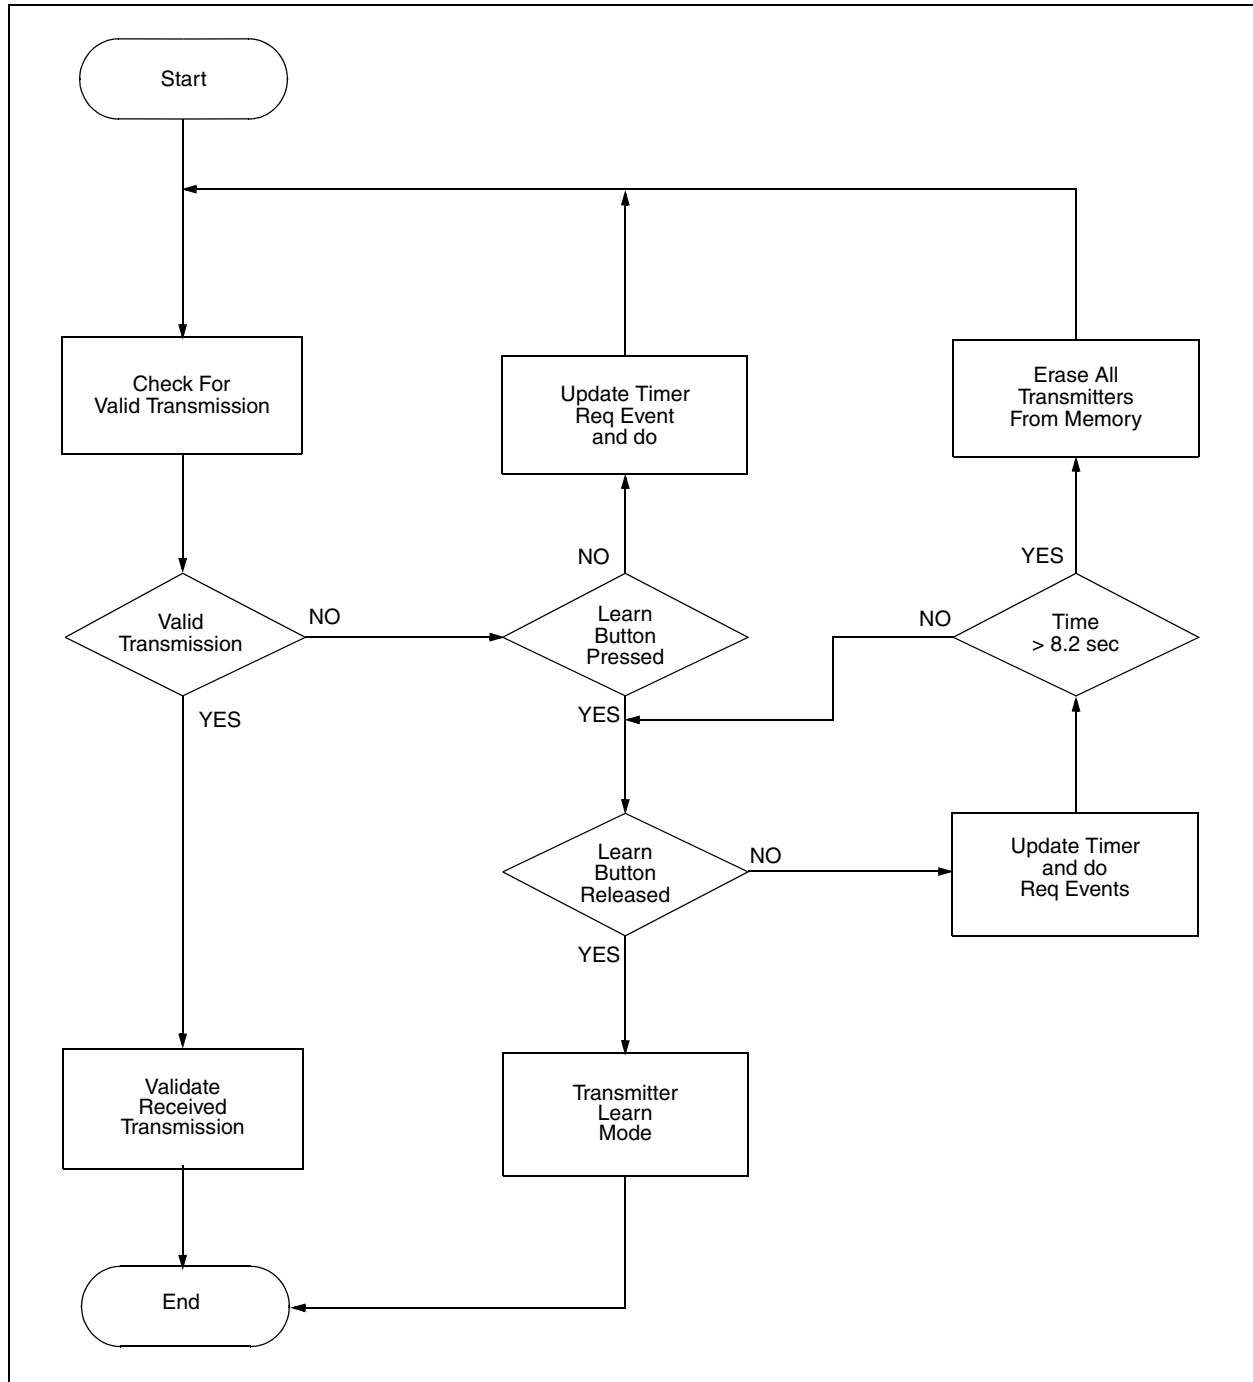 Start
Check For
Valid Transmission
Update Timer
Req Event
and do
Erase All
Transmitters
From Memory
NO
YES
Valid
Transmission
NO
Learn
Button
Pressed
NO
Time
> 8.2 sec
YES
YES
Learn
Button
Released
NO
Update Timer
and do
Req Events
YES
Validate
Received
Transmission
Transmitter
Learn
Mode
End